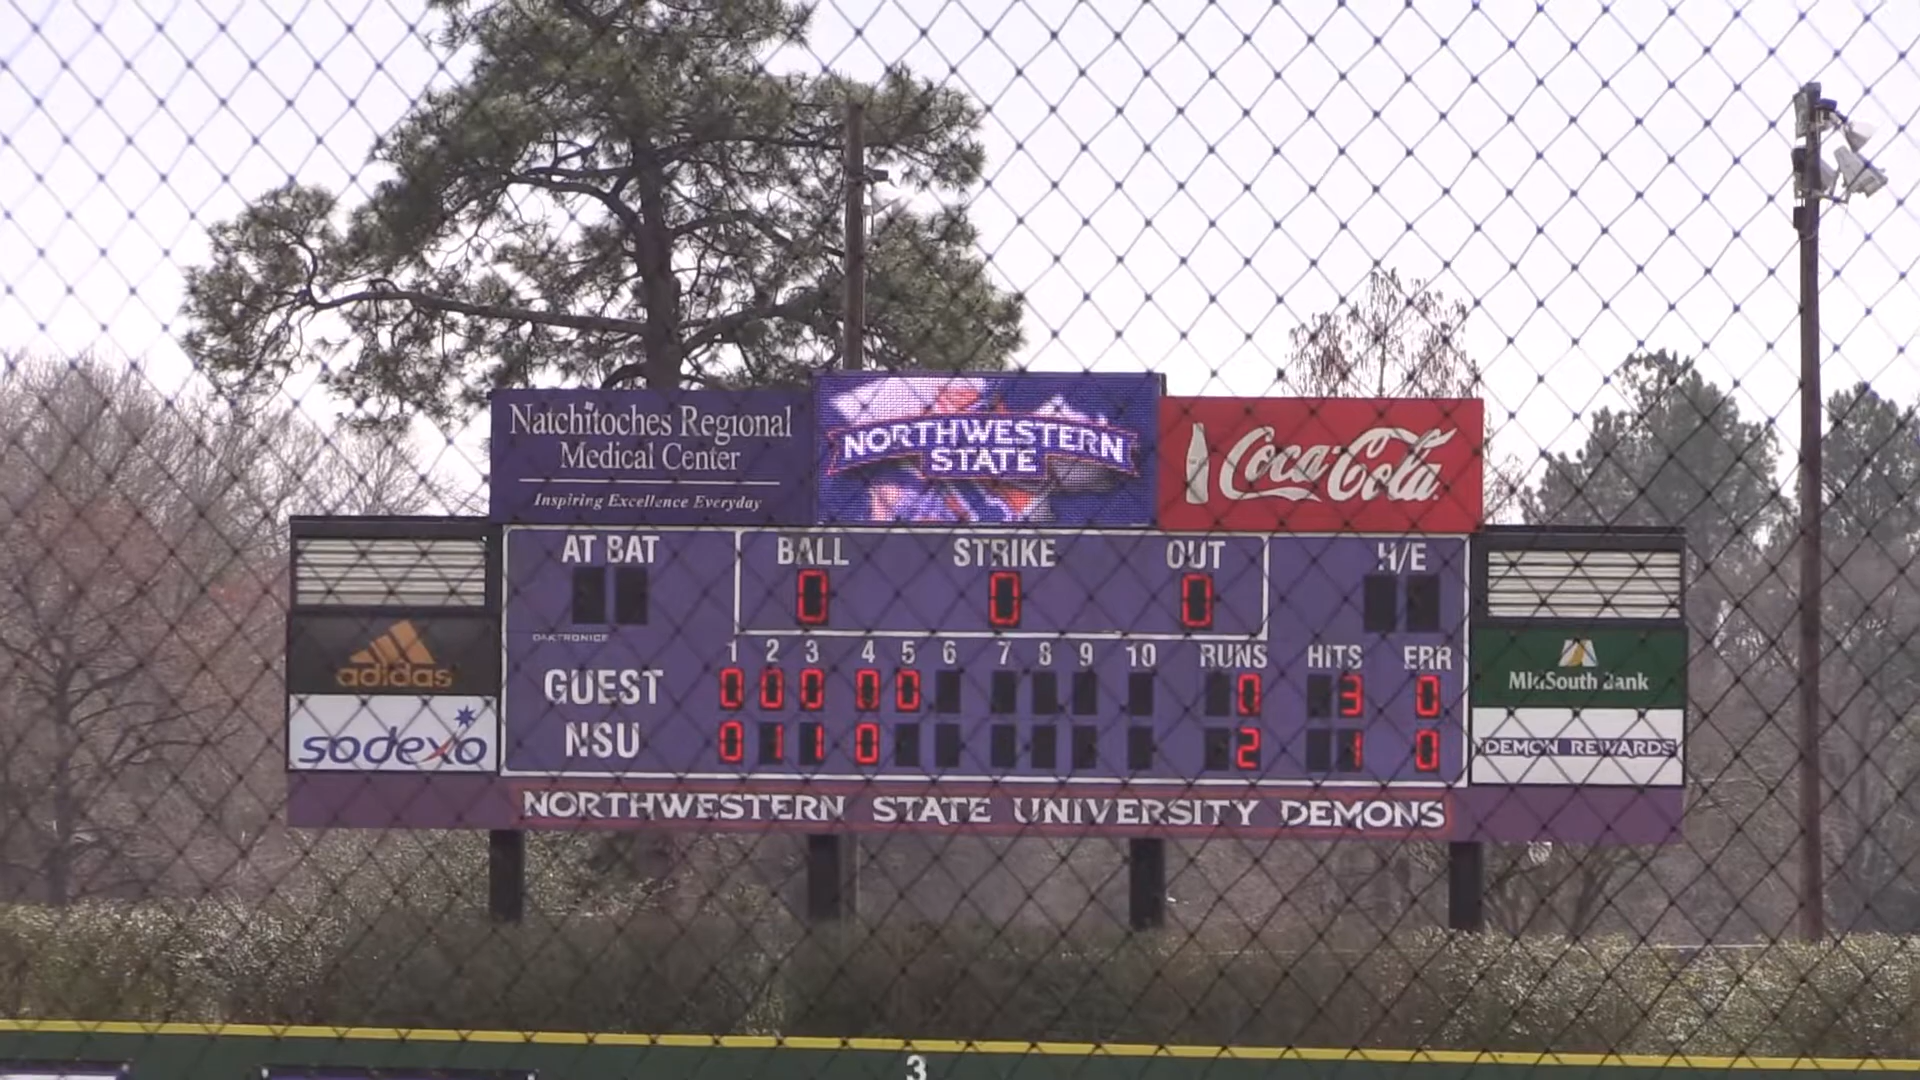 Natchitoches Regional
Medical Center
Inspiring Excellence Everyday
NORTHWESTERN
STATE
Coca-Cola
AT BAT BALL STRIKE OUT H/E
0 0 0
DAKTRONICS
1 2 3 4 5 6 7 8 9 10 RUNS HITS ERR
GUEST 0 0 0 0 0 0 3 0
NSU 0 1 1 0 2 1 0
adidas
sodexo
MidSouth Bank
DEMON REWARDS
NORTHWESTERN STATE UNIVERSITY DEMONS
3